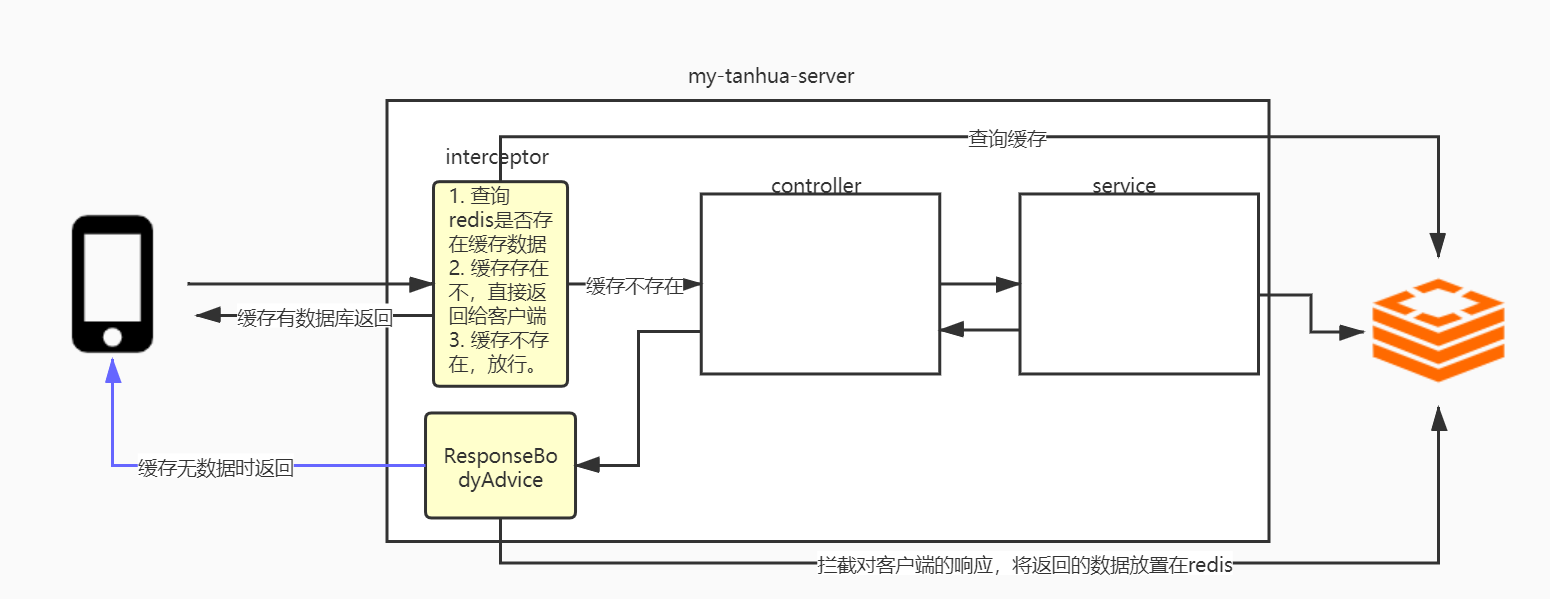 my-tanhua-server
查询缓存
interceptor
controller
service
1. 查询
redis是否存
在缓存数据
2. 缓存存在
不，直接返
回给客户端
3. 缓存不存
在，放行。
缓存不存在
缓存有数据库返回
ResponseBo
dyAdvice
缓存无数据时返回
拦截对客户端的响应，将返回的数据放置在redis